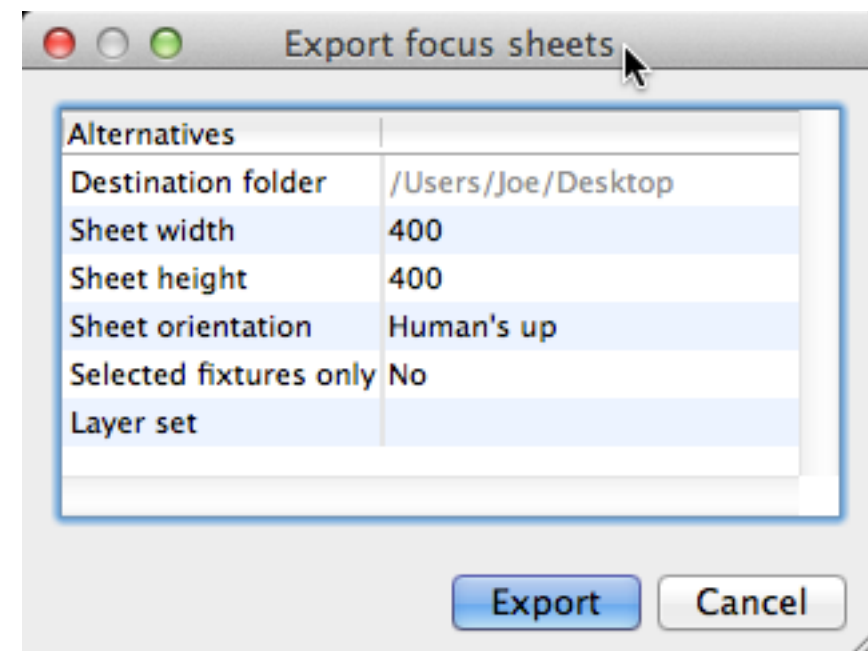 Export focus sheets
Alternatives
Destination folder /Users/Joe/Desktop
Sheet width 400
Sheet height 400
Sheet orientation Human's up
Selected fixtures only No
Layer set
Export Cancel